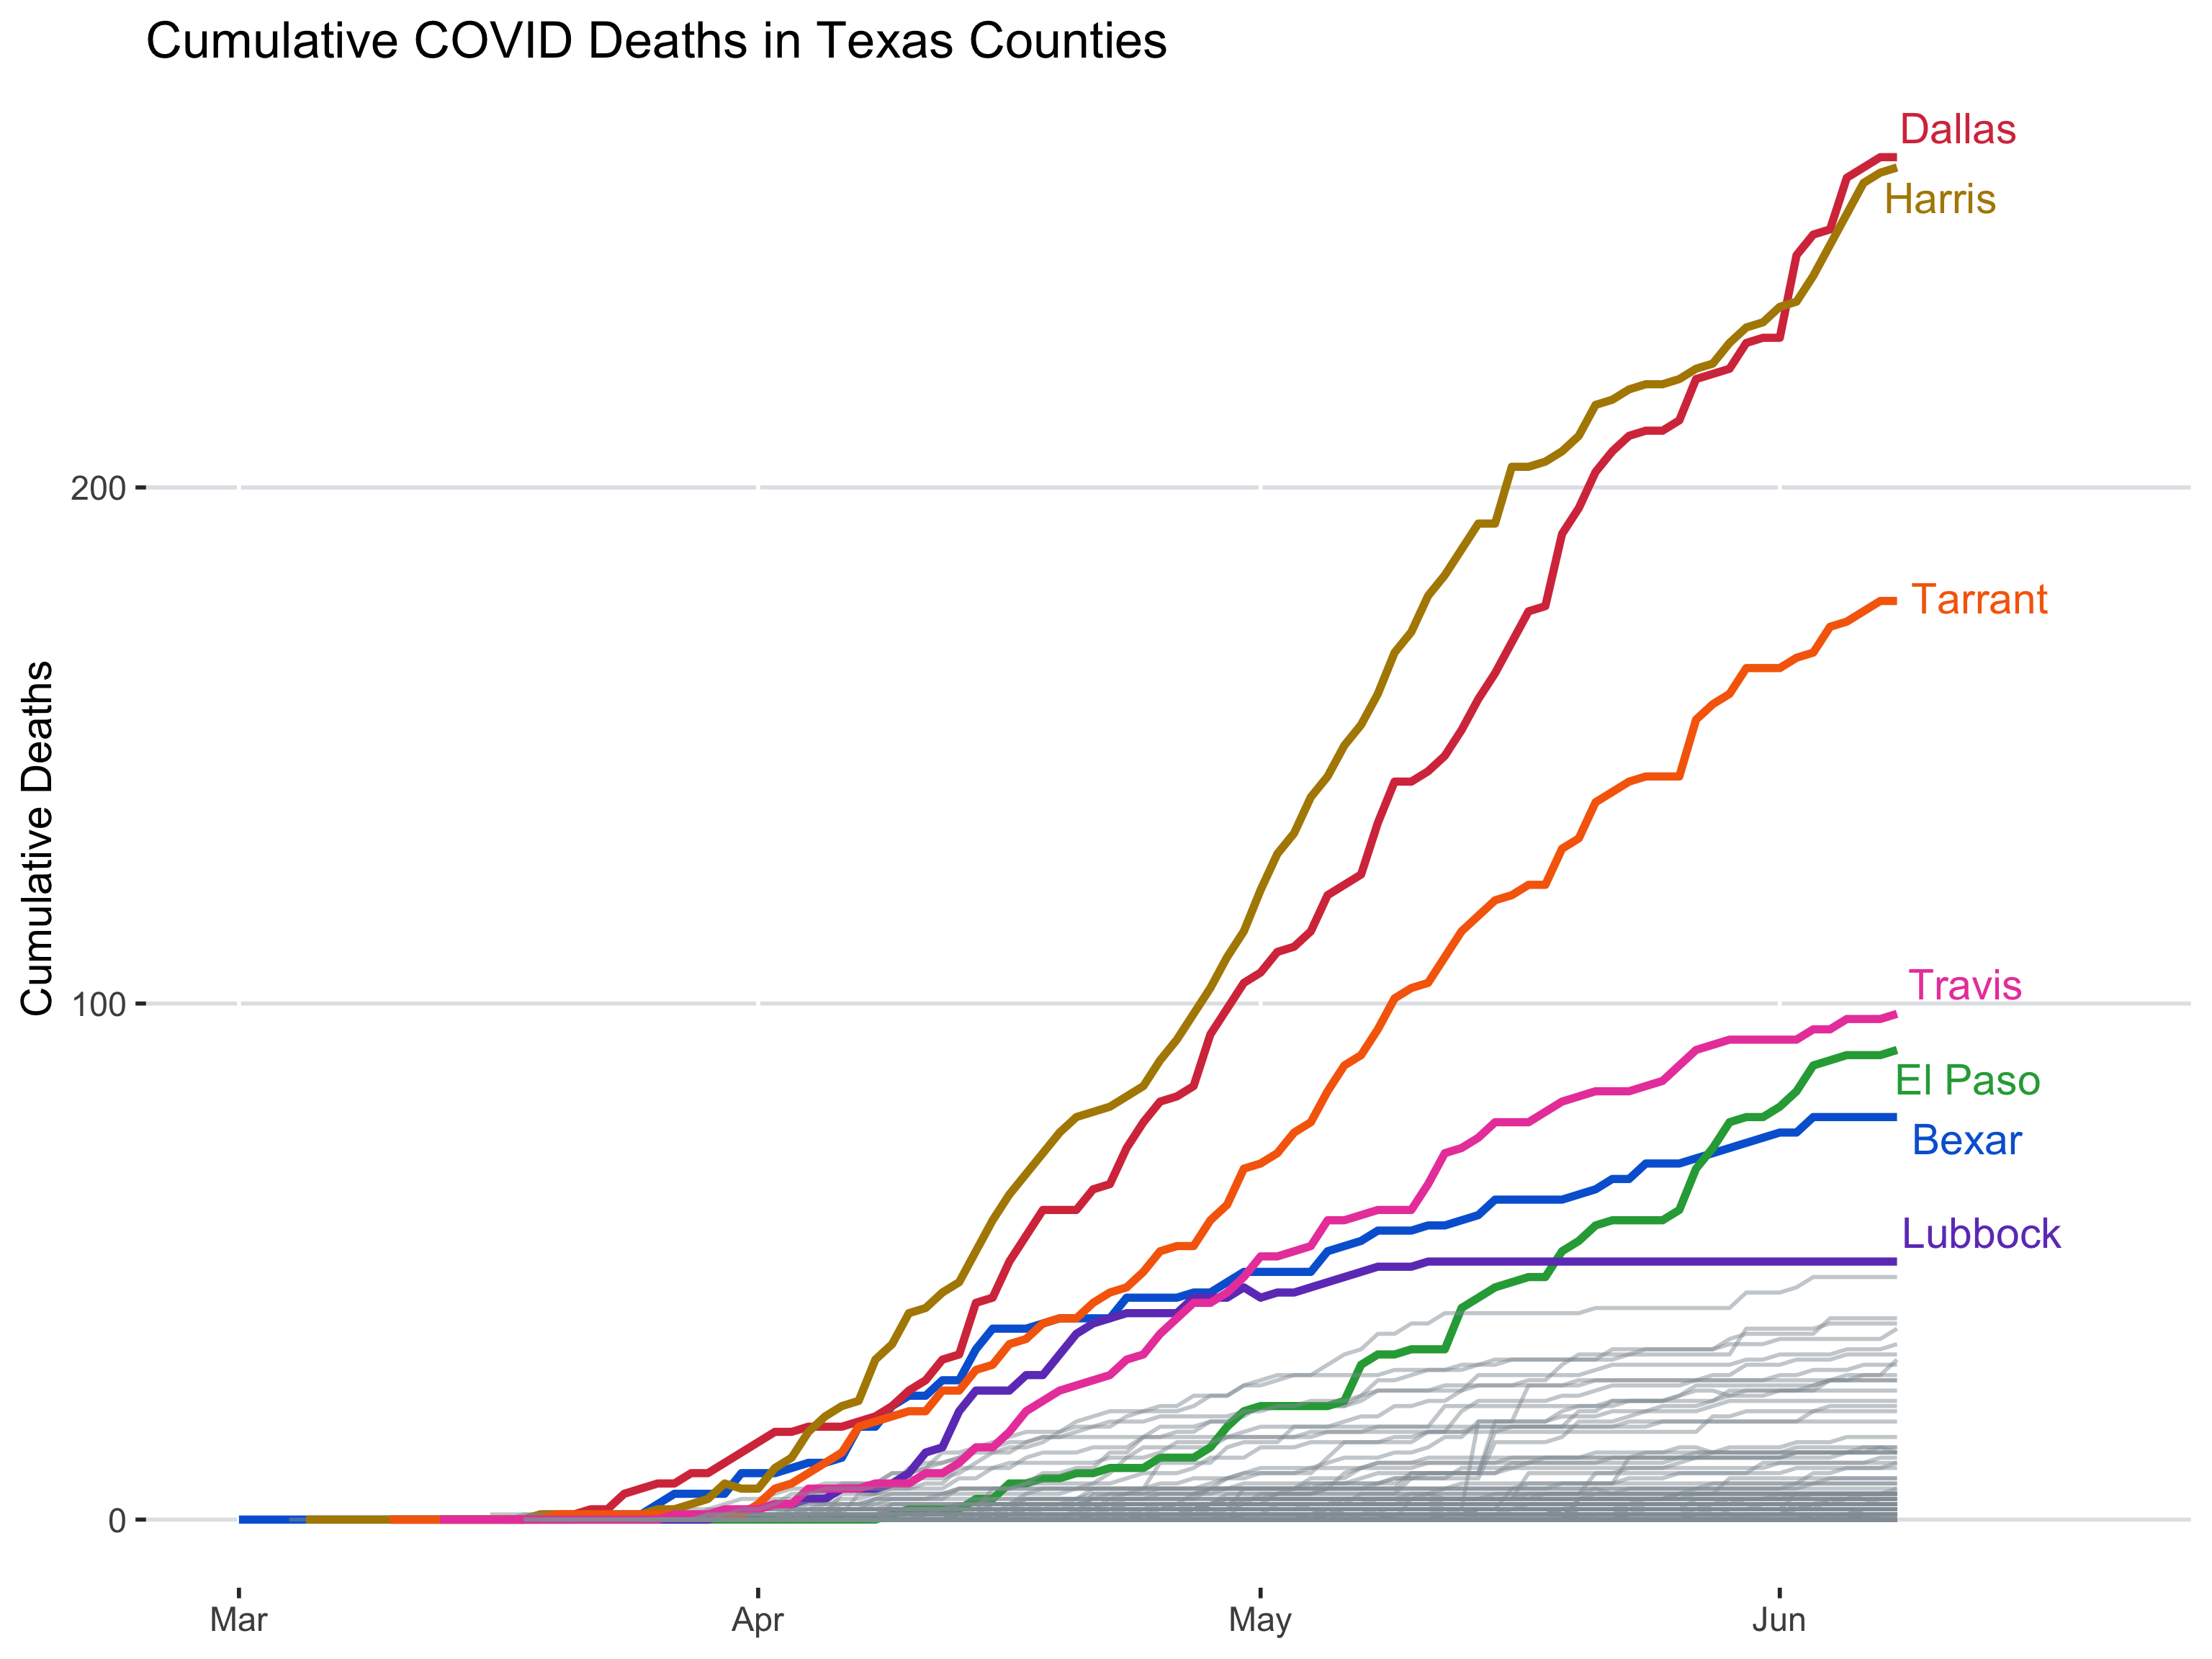 Cumulative COVID Deaths in Texas Counties
Dallas
Harris
200
Tarrant
Cumulative Deaths
Travis
100
El Paso
Bexar
Lubbock
0
Mar
Apr
May
Jun